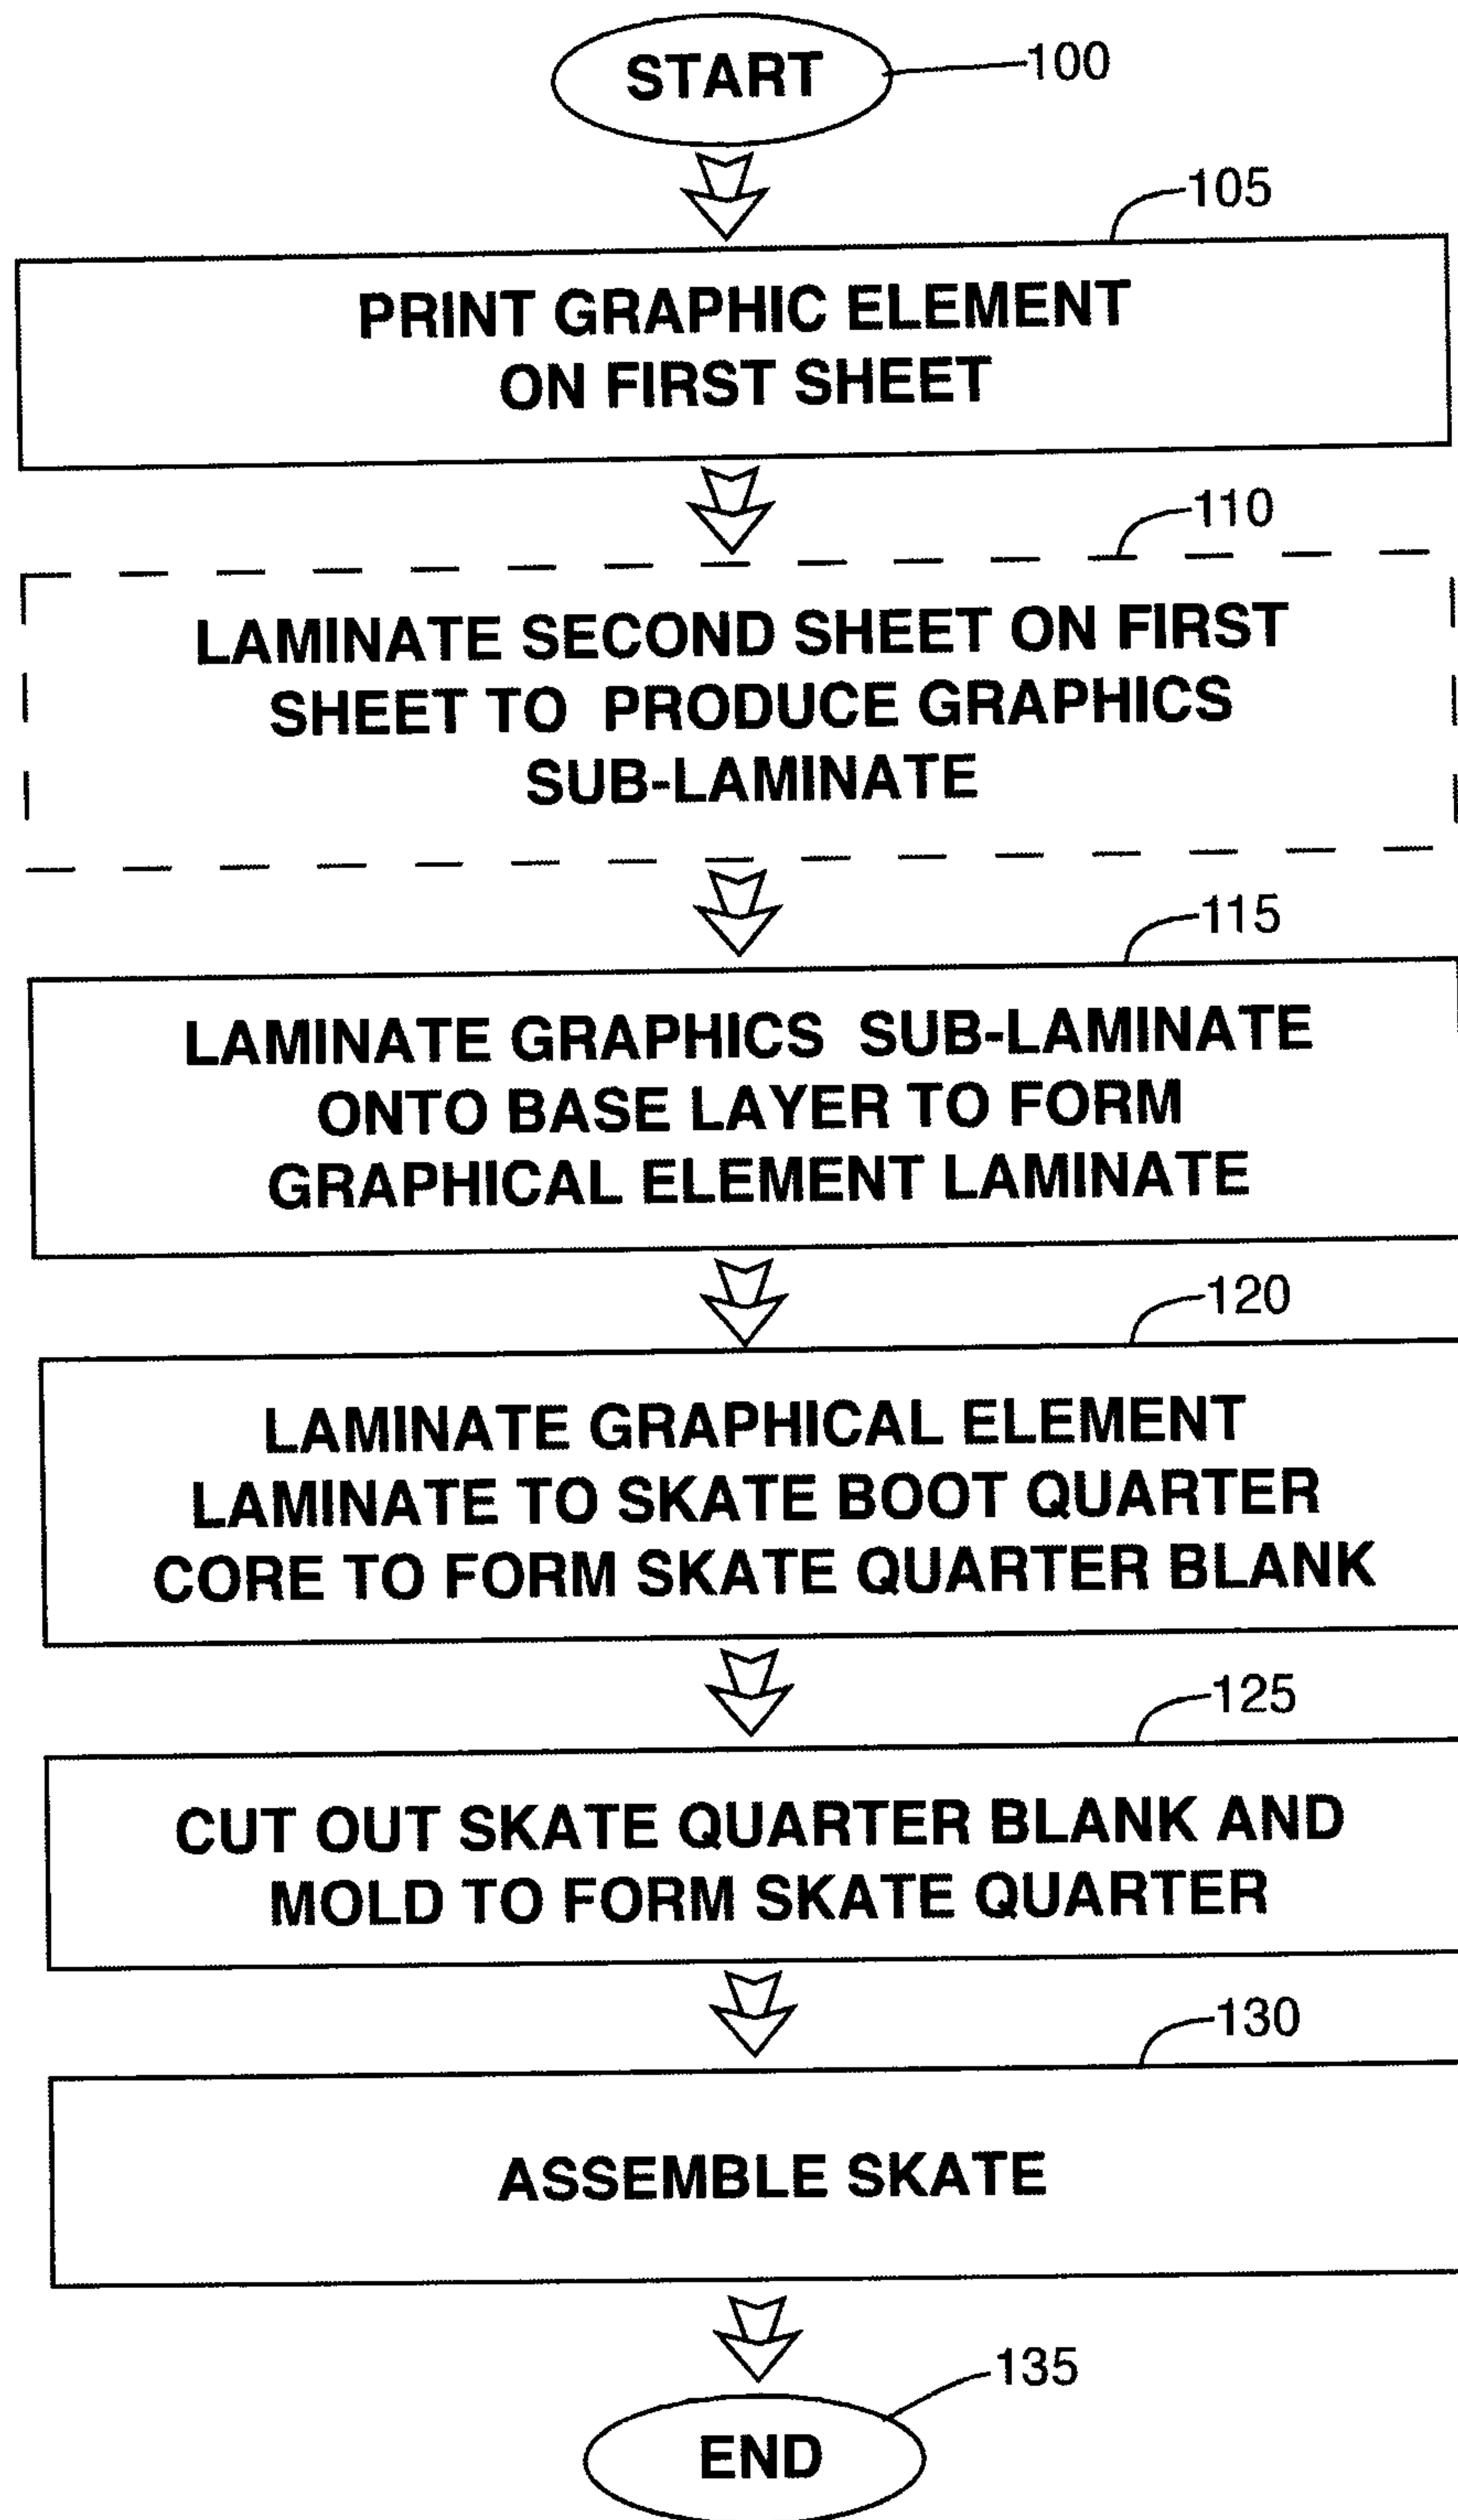 START
100
105
PRINT GRAPHIC ELEMENT
ON FIRST SHEET
110
LAMINATE SECOND SHEET ON FIRST
SHEET TO PRODUCE GRAPHICS
SUB-LAMINATE
115
LAMINATE GRAPHICS SUB-LAMINATE
ONTO BASE LAYER TO FORM
GRAPHICAL ELEMENT LAMINATE
120
LAMINATE GRAPHICAL ELEMENT
LAMINATE TO SKATE BOOT QUARTER
CORE TO FORM SKATE QUARTER BLANK
125
CUT OUT SKATE QUARTER BLANK AND
MOLD TO FORM SKATE QUARTER
130
ASSEMBLE SKATE
135
END